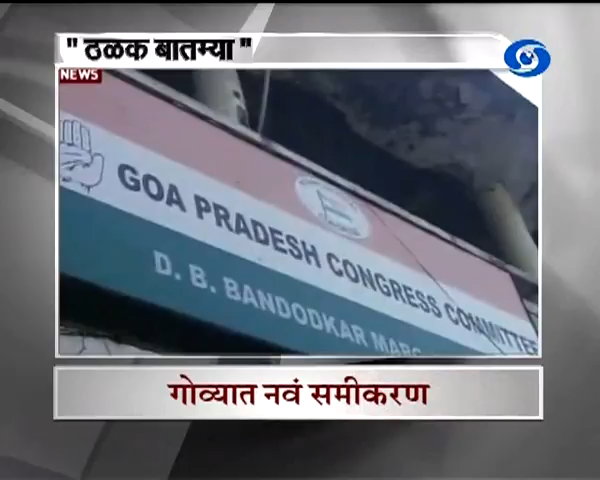 " ठळक बातम्या "
NEWS
GOA PRADESH CONGRESS COMMITTEE
D. B. BANDODKAR MARG
गोव्यात नवं समीकरण